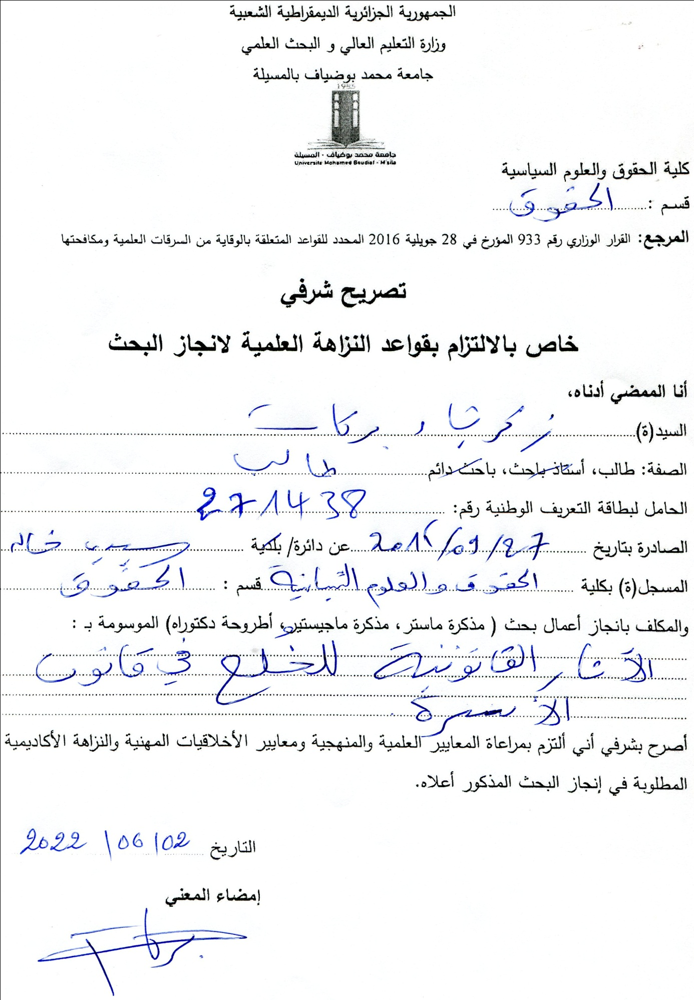 الجمهورية الجزائرية الديمقراطية الشعبية
وزارة التعليم العالي و البحث العلمي
جامعة محمد بوضياف بالمسيلة
1985
جامعة محمد بوضياف - المسيلة
Université Mohamed Boudiaf - M'sila
كلية الحقوق والعلوم السياسية
قسم : الحقوق
المرجع: القرار الوزاري رقم 933 المؤرخ في 28 جويلية 2016 المحدد للقواعد المتعلقة بالوقاية من السرقات العلمية ومكافحتها
تصريح شرفي
خاص بالالتزام بقواعد النزاهة العلمية لانجاز البحث
أنا الممضي أدناه،
السيد(ة) بركات
الصفة: طالب، أستاذ باحث، باحث دائم طالب
الحامل لبطاقة التعريف الوطنية رقم: 271438
الصادرة بتاريخ عن دائرة/ بلدية سيدي خالد
المسجل(ة) بكلية الحقوق والعلوم السياسية قسم : الحقوق
والمكلف بانجاز أعمال بحث ( مذكرة ماستر ، مذكرة ماجيستير، أطروحة دكتوراه) الموسومة بـ :
الآثار القانونية للخلع في قانون
الأسرة
أصرح بشرفي أني ألتزم بمراعاة المعايير العلمية والمنهجية ومعايير الأخلاقيات المهنية والنزاهة الأكاديمية
المطلوبة في إنجاز البحث المذكور أعلاه.
التاريخ 02/06/2022
إمضاء المعني